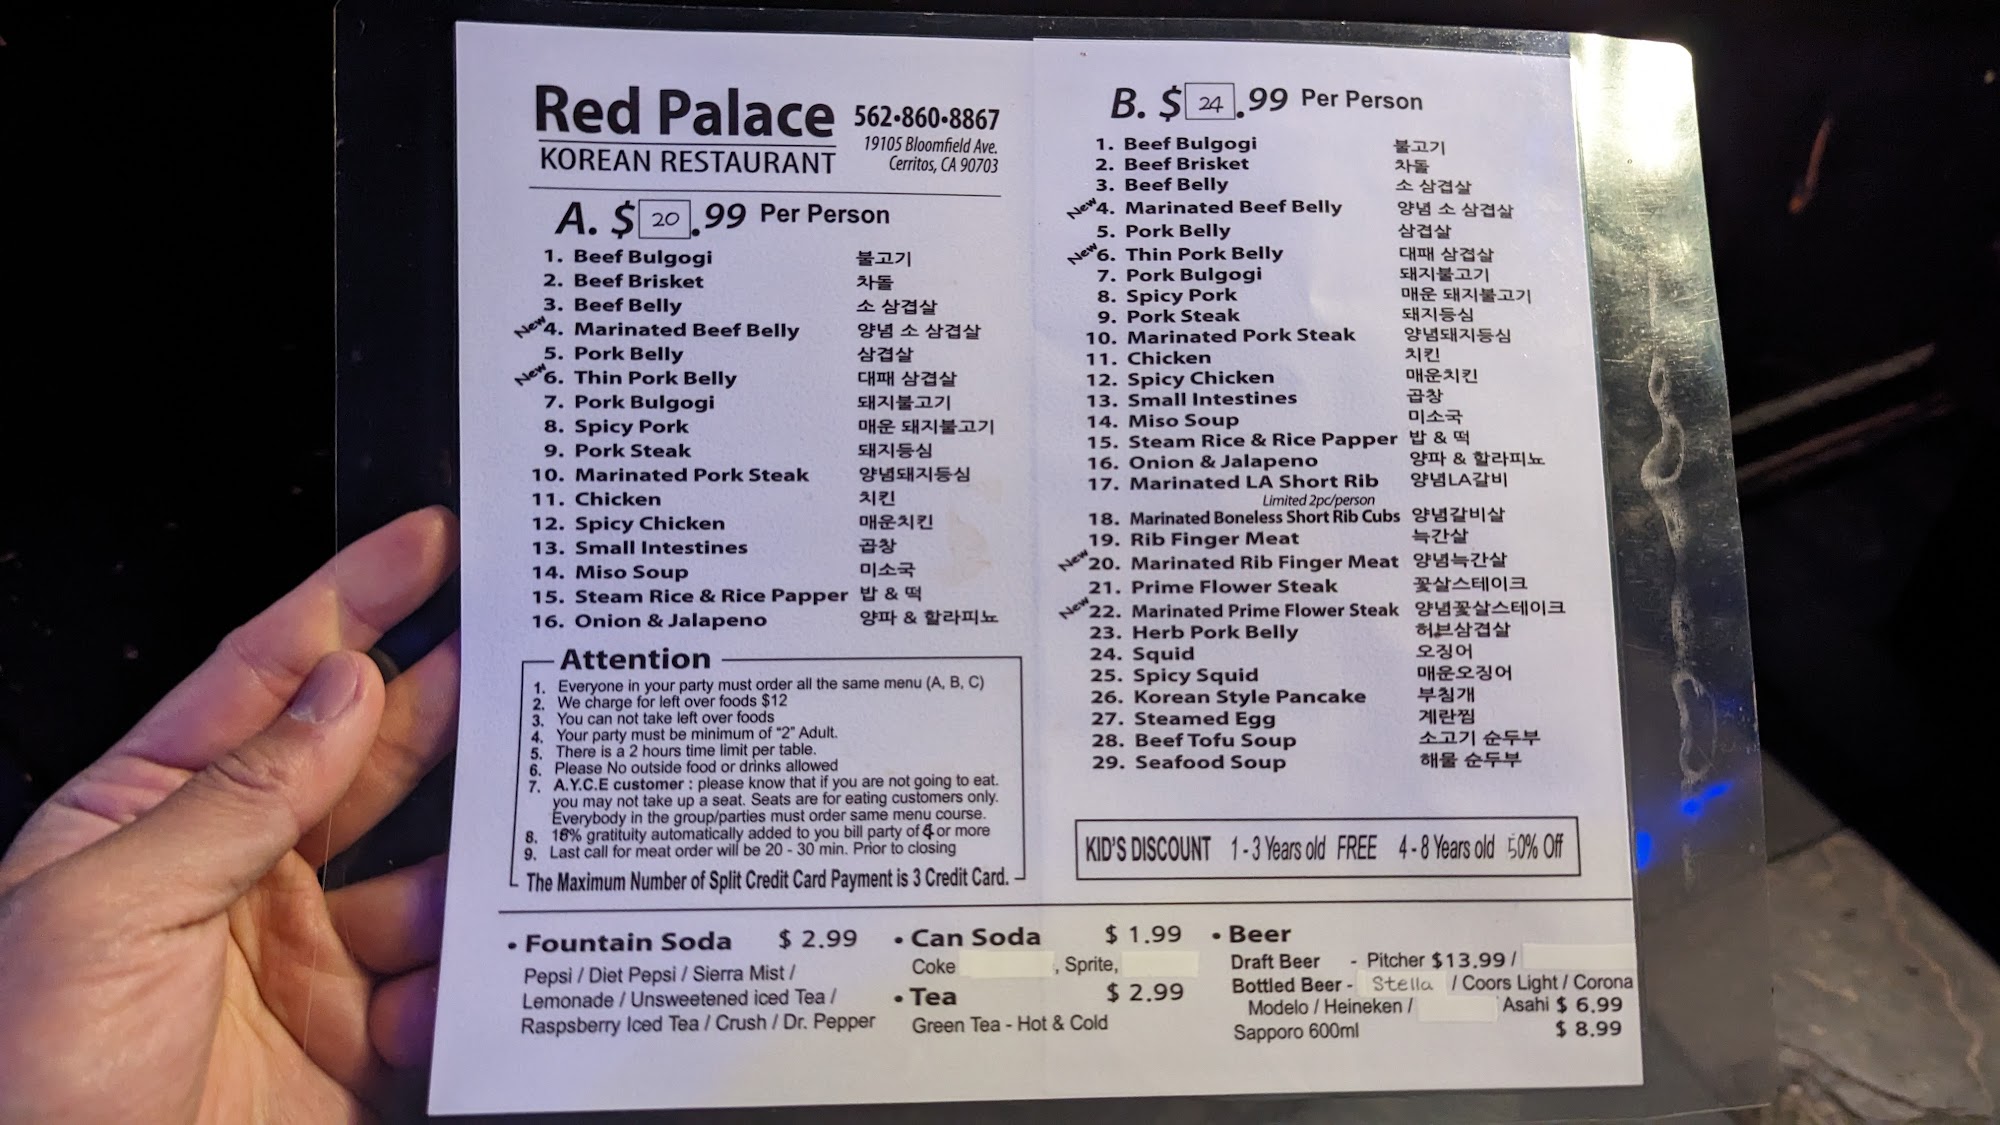 Red Palace
KOREAN RESTAURANT
562•860•8867
19105 Bloomfield Ave.
Cerritos, CA 90703
A. $ 20 .99 Per Person
1. Beef Bulgogi 불고기
2. Beef Brisket 차돌
3. Beef Belly 소 삼겹살
New 4. Marinated Beef Belly 양념 소 삼겹살
5. Pork Belly 삼겹살
New 6. Thin Pork Belly 대패 삼겹살
7. Pork Bulgogi 돼지불고기
8. Spicy Pork 매운 돼지불고기
9. Pork Steak 돼지등심
10. Marinated Pork Steak 양념돼지등심
11. Chicken 치킨
12. Spicy Chicken 매운치킨
13. Small Intestines 곱창
14. Miso Soup 미소국
15. Steam Rice & Rice Papper 밥 & 떡
16. Onion & Jalapeno 양파 & 할라피뇨
Attention
1. Everyone in your party must order all the same menu (A, B, C)
2. We charge for left over foods $12
3. You can not take left over foods
4. Your party must be minimum of "2" Adult.
5. There is a 2 hours time limit per table.
6. Please No outside food or drinks allowed
7. A.Y.C.E customer : please know that if you are not going to eat.
you may not take up a seat. Seats are for eating customers only.
Everybody in the group/parties must order same menu course.
8. gratituity automatically added to you bill party of or more
9. Last call for meat order will be 20 - 30 min. Prior to closing
The Maximum Number of Split Credit Card Payment is 3 Credit Card.
B. $ 24 .99 Per Person
1. Beef Bulgogi 불고기
2. Beef Brisket 차돌
3. Beef Belly 소 삼겹살
New 4. Marinated Beef Belly 양념 소 삼겹살
5. Pork Belly 삼겹살
New 6. Thin Pork Belly 대패 삼겹살
7. Pork Bulgogi 돼지불고기
8. Spicy Pork 매운 돼지불고기
9. Pork Steak 돼지등심
10. Marinated Pork Steak 양념돼지등심
11. Chicken 치킨
12. Spicy Chicken 매운치킨
13. Small Intestines 곱창
14. Miso Soup 미소국
15. Steam Rice & Rice Papper 밥 & 떡
16. Onion & Jalapeno 양파 & 할라피뇨
17. Marinated LA Short Rib 양념LA갈비
Limited 2pc/person
18. Marinated Boneless Short Rib Cubs 양념갈비살
19. Rib Finger Meat 늑간살
New 20. Marinated Rib Finger Meat 양념늑간살
21. Prime Flower Steak 꽃살스테이크
New 22. Marinated Prime Flower Steak 양념꽃살스테이크
23. Herb Pork Belly 허브삼겹살
24. Squid 오징어
25. Spicy Squid 매운오징어
26. Korean Style Pancake 부침개
27. Steamed Egg 계란찜
28. Beef Tofu Soup 소고기 순두부
29. Seafood Soup 해물 순두부
KID'S DISCOUNT 1 - 3 Years old FREE 4 - 8 Years old 50% Off
• Fountain Soda $ 2.99
Pepsi / Diet Pepsi / Sierra Mist /
Lemonade / Unsweetened iced Tea /
Raspsberry Iced Tea / Crush / Dr. Pepper
• Can Soda $ 1.99
Coke , Sprite,
• Tea $ 2.99
Green Tea - Hot & Cold
• Beer
Draft Beer - Pitcher $13.99 /
Bottled Beer - Stella / Coors Light / Corona
Modelo / Heineken / Asahi $ 6.99
Sapporo 600ml $ 8.99